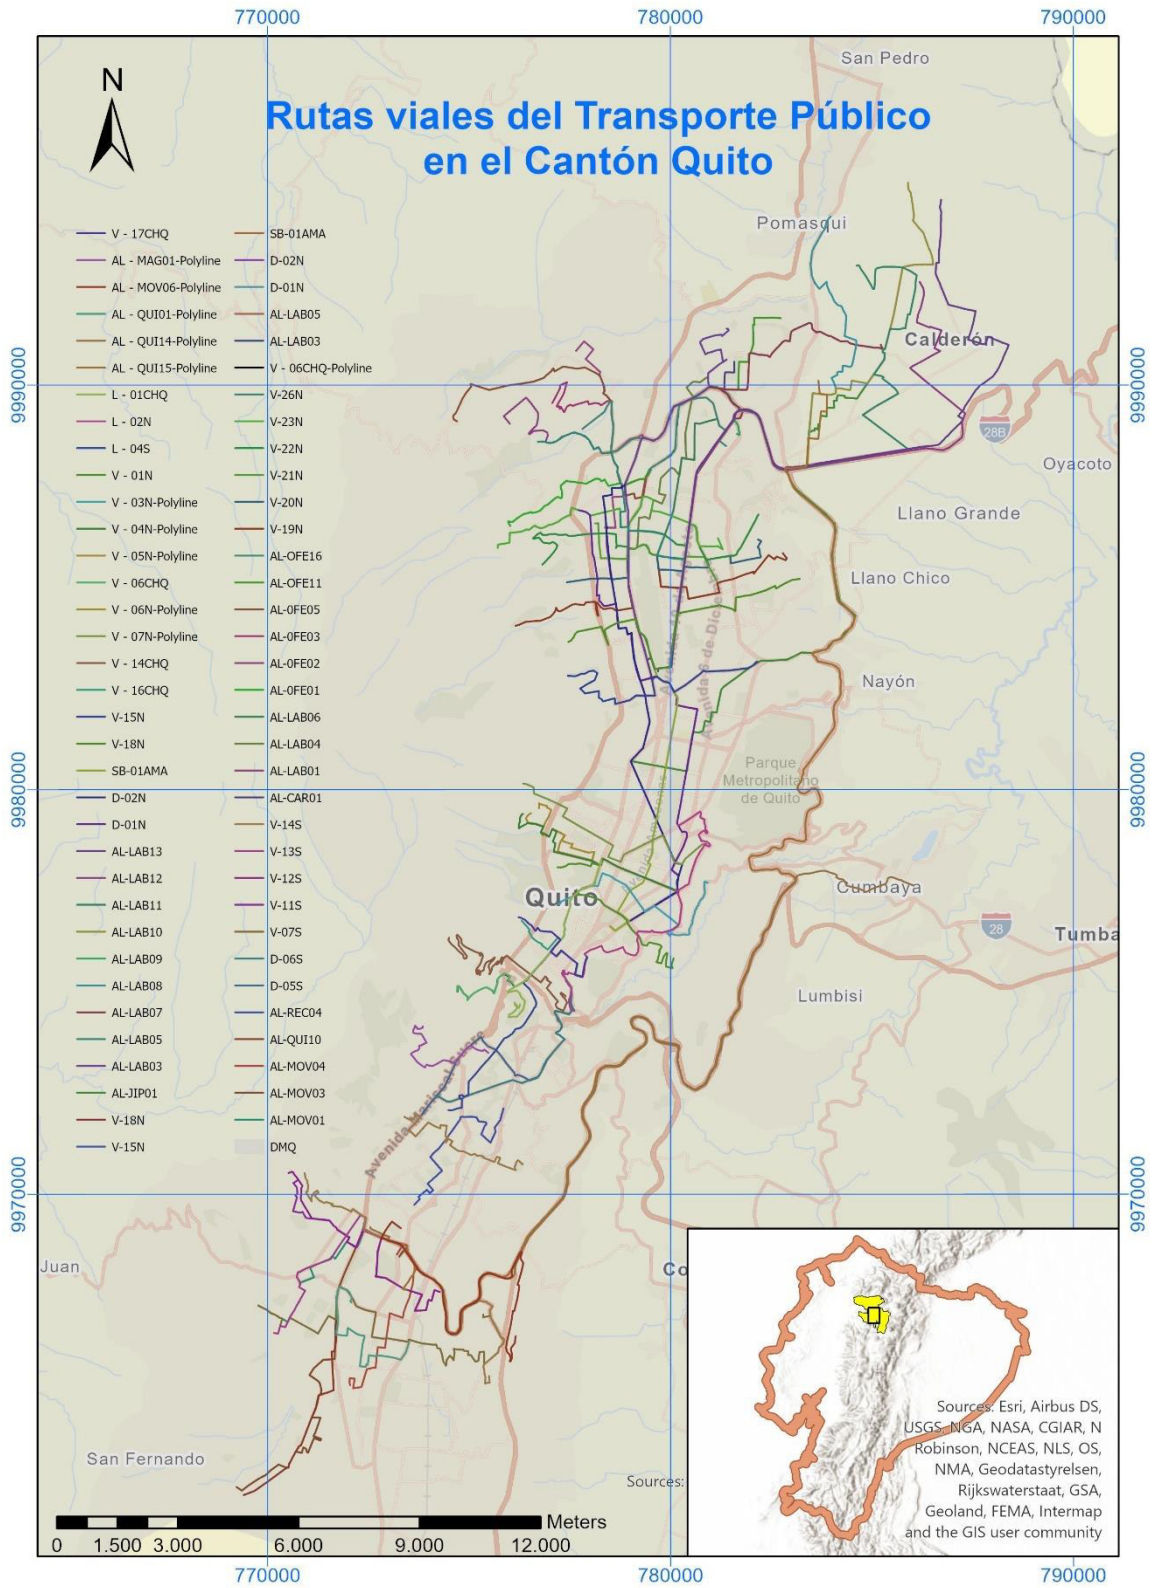 770000
780000
790000
San Pedro
N
Rutas viales del Transporte Público
en el Cantón Quito
Pomasqui
V - 17CHQ
AL - MAG01-Polyline
AL - MOV06-Polyline
AL - QUI01-Polyline
AL - QUI14-Polyline
AL - QUI15-Polyline
L - 01CHQ
L - 02N
L - 04S
V - 01N
V - 03N-Polyline
V - 04N-Polyline
V - 05N-Polyline
V - 06CHQ
V - 06N-Polyline
V - 07N-Polyline
V - 14CHQ
V - 16CHQ
V-15N
V-18N
SB-01AMA
D-02N
D-01N
AL-LAB13
AL-LAB12
AL-LAB11
AL-LAB10
AL-LAB09
AL-LAB08
AL-LAB07
AL-LAB05
AL-LAB03
AL-JIP01
V-18N
V-15N
SB-01AMA
D-02N
D-01N
AL-LAB05
AL-LAB03
V - 06CHQ-Polyline
V-26N
V-23N
V-22N
V-21N
V-20N
V-19N
AL-OFE16
AL-OFE11
AL-0FE05
AL-0FE03
AL-0FE02
AL-0FE01
AL-LAB06
AL-LAB04
AL-LAB01
AL-CAR01
V-14S
V-13S
V-12S
V-11S
V-07S
D-06S
D-05S
AL-REC04
AL-QUI10
AL-MOV04
AL-MOV03
AL-MOV01
DMQ
9990000
9990000
Calderón
28B
Oyacoto
Llano Grande
Llano Chico
Avenida 6 de Dic
Nayón
Parque
Metropolitano
de Quito
9980000
9980000
Quito
Cumbaya
28
Tumba
Lumbisi
Avenida Mariscal Sucre
9970000
9970000
Juan
Co
San Fernando
Sources:
Sources: Esri, Airbus DS,
USGS, NGA, NASA, CGIAR, N
Robinson, NCEAS, NLS, OS,
NMA, Geodatastyrelsen,
Rijkswaterstaat, GSA,
Geoland, FEMA, Intermap
and the GIS user community
Meters
0 1.500 3.000 6.000 9.000 12.000
770000
780000
790000